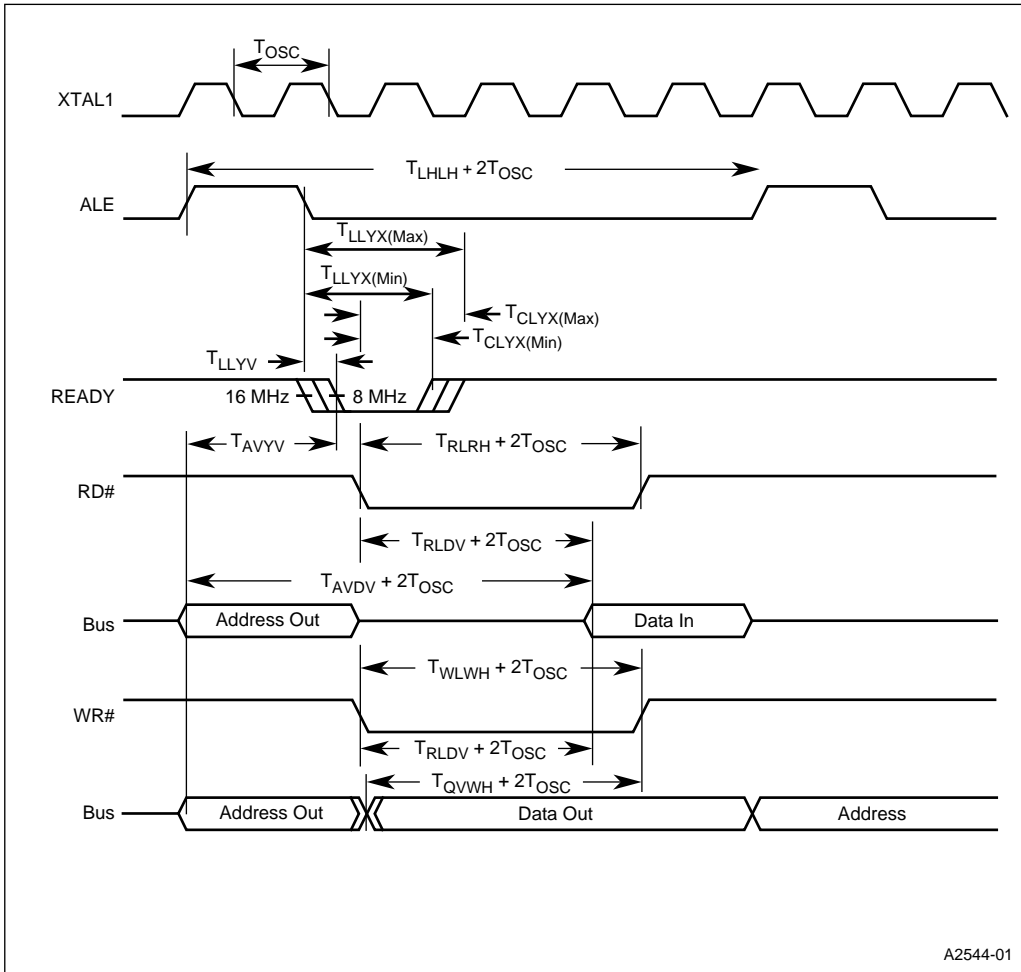 TOSC
XTAL1
TLHLH + 2TOSC
ALE
TLLYX(Max)
TLLYX(Min)
TCLYX(Max)
TCLYX(Min)
TLLYV
READY
16 MHz
8 MHz
TAVYV
TRLRH + 2TOSC
RD#
TRLDV + 2TOSC
TAVDV + 2TOSC
Bus
Address Out
Data In
TWLWH + 2TOSC
WR#
TRLDV + 2TOSC
TQVWH + 2TOSC
Bus
Address Out
Data Out
Address
A2544-01